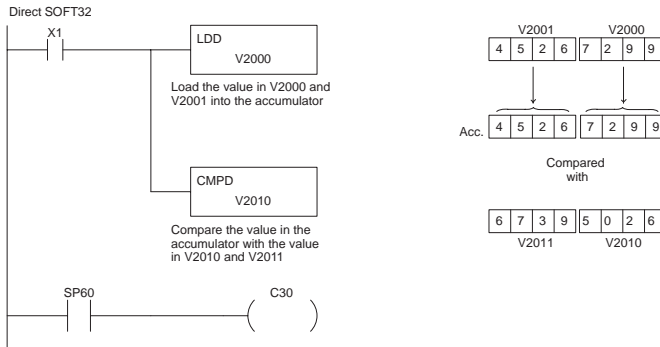 Direct SOFT32
X1
LDD
V2000
Load the value in V2000 and
V2001 into the accumulator
CMPD
V2010
Compare the value in the
accumulator with the value
in V2010 and V2011
SP60
C30
V2001 V2000
4 5 2 6 7 2 9 9
Acc. 4 5 2 6 7 2 9 9
Compared
with
6 7 3 9 5 0 2 6
V2011 V2010